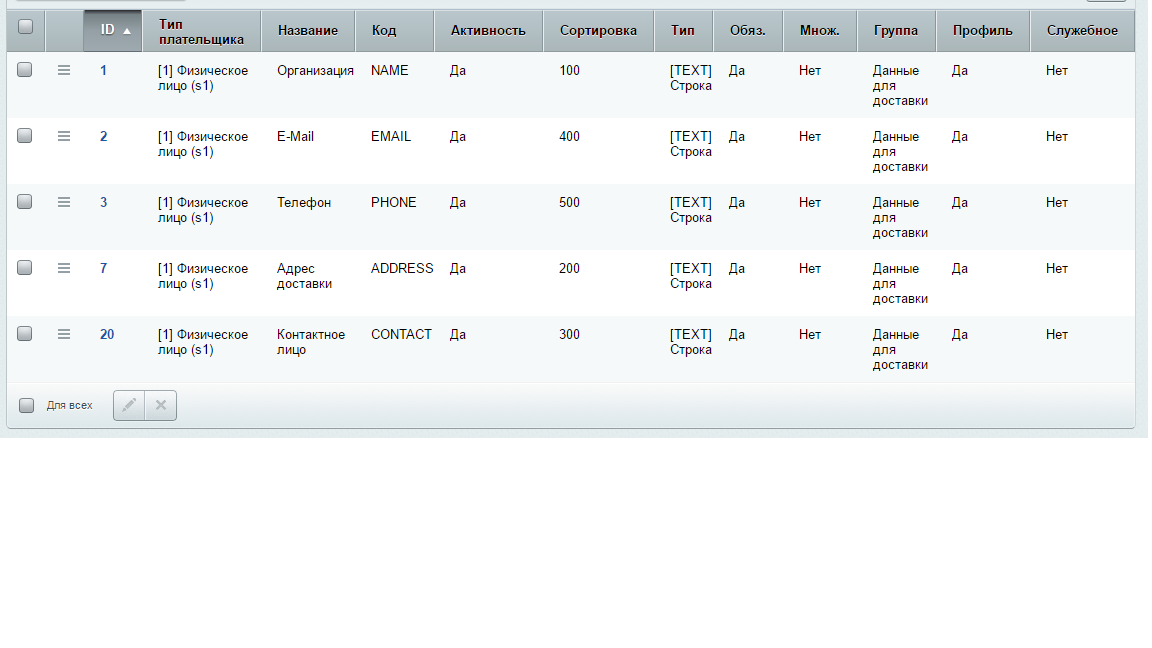 ID Тип плательщика Название Код Активность Сортировка Тип Обяз. Множ. Группа Профиль Служебное
1 [1] Физическое Организация NAME Да 100 [TEXT] Да Нет Данные Да Нет
лицо (s1) Строка для
доставки
2 [1] Физическое E-Mail EMAIL Да 400 [TEXT] Да Нет Данные Да Нет
лицо (s1) Строка для
доставки
3 [1] Физическое Телефон PHONE Да 500 [TEXT] Да Нет Данные Да Нет
лицо (s1) Строка для
доставки
7 [1] Физическое Адрес ADDRESS Да 200 [TEXT] Да Нет Данные Да Нет
лицо (s1) доставки Строка для
доставки
20 [1] Физическое Контактное CONTACT Да 300 [TEXT] Да Нет Данные Да Нет
лицо (s1) лицо Строка для
доставки
Для всех